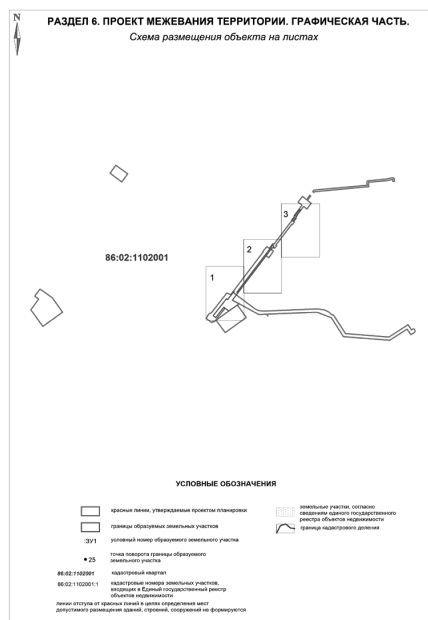 N
РАЗДЕЛ 6. ПРОЕКТ МЕЖЕВАНИЯ ТЕРРИТОРИИ. ГРАФИЧЕСКАЯ ЧАСТЬ.
Схема размещения объекта на листах
3
2
86:02:1102001
1
УСЛОВНЫЕ ОБОЗНАЧЕНИЯ
красные линии, утверждаемые проектом планировки
границы образуемых земельных участков
:ЗУ1 условный номер образуемого земельного участка
25 точка поворота границы образуемого
земельного участка
86:02:1102001 кадастровый квартал
86:02:1102001:1 кадастровые номера земельных участков,
входящих в Единый государственный реестр
объектов недвижимости
линии отступа от красных линий в целях определения мест
допустимого размещения зданий, строений, сооружений не формируются
земельные участки, согласно
сведениям единого государственного
реестра объектов недвижимости
граница кадастрового деления